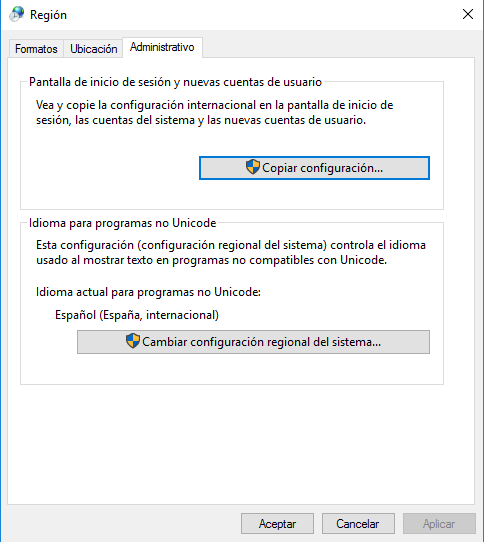 Región
Formatos
Ubicación
Administrativo
Pantalla de inicio de sesión y nuevas cuentas de usuario
Vea y copie la configuración internacional en la pantalla de inicio de
sesión, las cuentas del sistema y las nuevas cuentas de usuario.
Copiar configuración...
Idioma para programas no Unicode
Esta configuración (configuración regional del sistema) controla el idioma
usado al mostrar texto en programas no compatibles con Unicode.
Idioma actual para programas no Unicode:
Español (España, internacional)
Cambiar configuración regional del sistema...
Aceptar
Cancelar
Aplicar